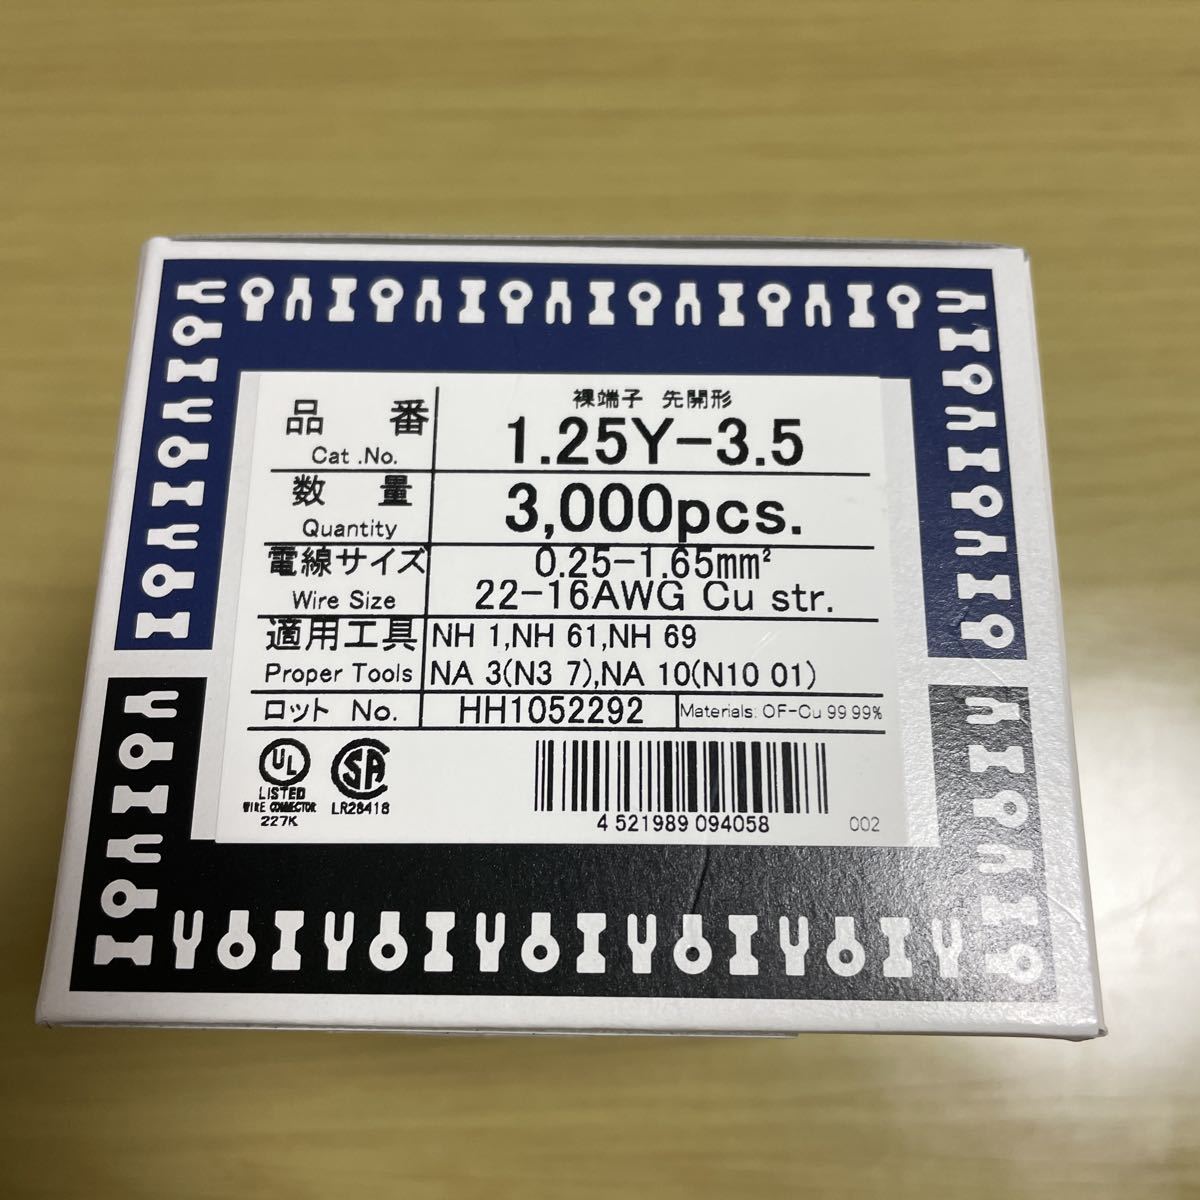 裸端子 先開形
品番 1.25Y-3.5
Cat .No.
数量 3,000pcs.
Quantity
電線サイズ 0.25-1.65mm²
Wire Size 22-16AWG Cu str.
適用工具 NH 1,NH 61,NH 69
Proper Tools NA 3(N3 7),NA 10(N10 01)
ロット No. HH1052292 Materials: OF-Cu 99.99%
UL SA
LISTED
WIRE CONNECTOR LR28418
227K
4 521989 094058 002